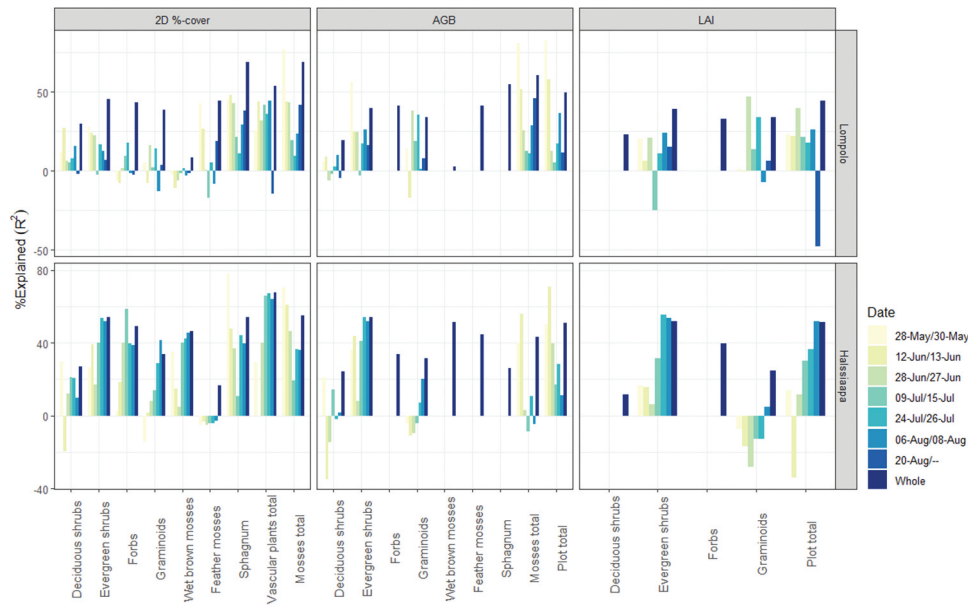 2D %-cover
AGB
LAI
%Explained (R²)
50
0
-50
Lompolo
80
40
0
-40
Halssiaapa
Deciduous shrubs
Evergreen shrubs
Forbs
Graminoids
Wet brown mosses
Feather mosses
Sphagnum
Vascular plants total
Mosses total
Deciduous shrubs
Evergreen shrubs
Forbs
Graminoids
Wet brown mosses
Feather mosses
Sphagnum
Mosses total
Plot total
Deciduous shrubs
Evergreen shrubs
Forbs
Graminoids
Plot total
Date
28-May/30-May
12-Jun/13-Jun
28-Jun/27-Jun
09-Jul/15-Jul
24-Jul/26-Jul
06-Aug/08-Aug
20-Aug/--
Whole